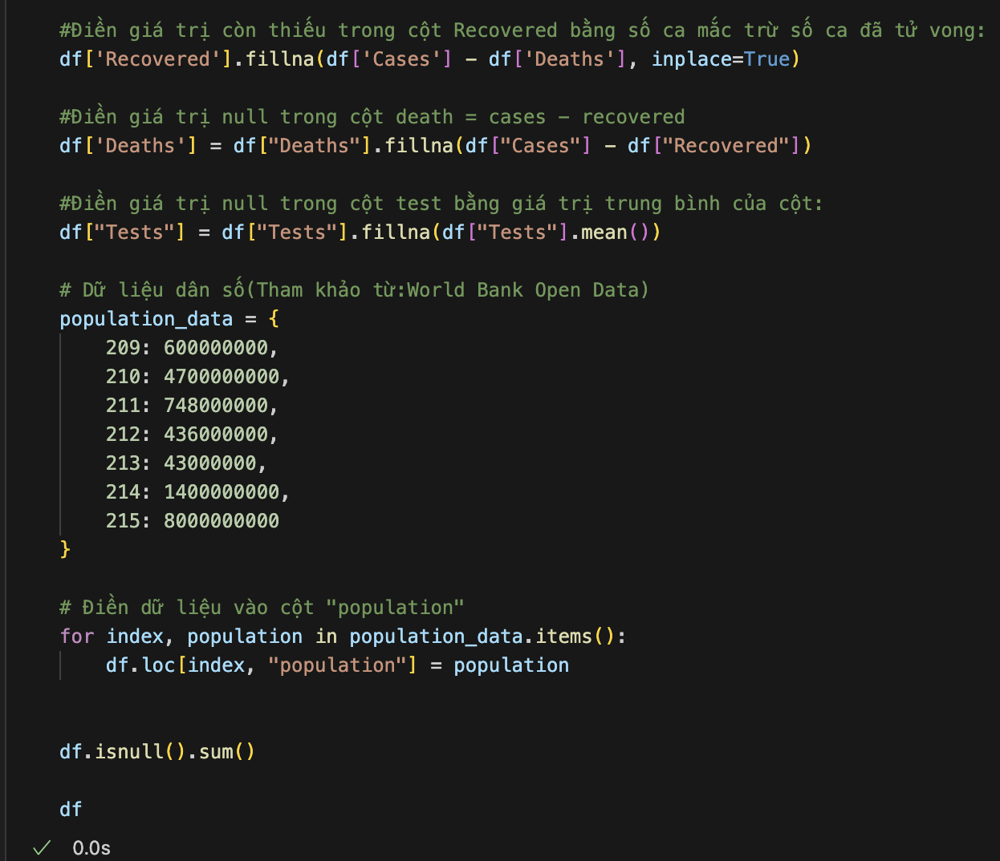 #Điền giá trị còn thiếu trong cột Recovered bằng số ca mắc trừ số ca đã tử vong:
df['Recovered'].fillna(df['Cases'] - df['Deaths'], inplace=True)
#Điền giá trị null trong cột death = cases - recovered
df['Deaths'] = df["Deaths"].fillna(df["Cases"] - df["Recovered"])
#Điền giá trị null trong cột test bằng giá trị trung bình của cột:
df["Tests"] = df["Tests"].fillna(df["Tests"].mean())
# Dữ liệu dân số(Tham khảo từ:World Bank Open Data)
population_data = {
209: 600000000,
210: 4700000000,
211: 748000000,
212: 436000000,
213: 43000000,
214: 1400000000,
215: 8000000000
}
# Điền dữ liệu vào cột "population"
for index, population in population_data.items():
df.loc[index, "population"] = population
df.isnull().sum()
df
0.0s